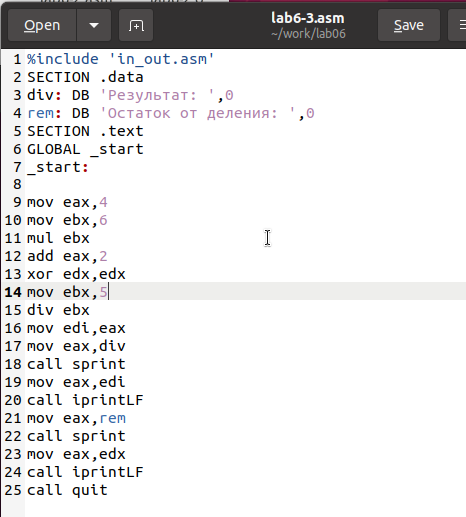 Open
lab6-3.asm
~/work/lab06
Save
1 %include 'in_out.asm'
2 SECTION .data
3 div: DB 'Результат: ',0
4 rem: DB 'Остаток от деления: ',0
5 SECTION .text
6 GLOBAL _start
7 _start:
8
9 mov eax,4
10 mov ebx,6
11 mul ebx
12 add eax,2
13 xor edx,edx
14 mov ebx,5
15 div ebx
16 mov edi,eax
17 mov eax,div
18 call sprint
19 mov eax,edi
20 call iprintLF
21 mov eax,rem
22 call sprint
23 mov eax,edx
24 call iprintLF
25 call quit